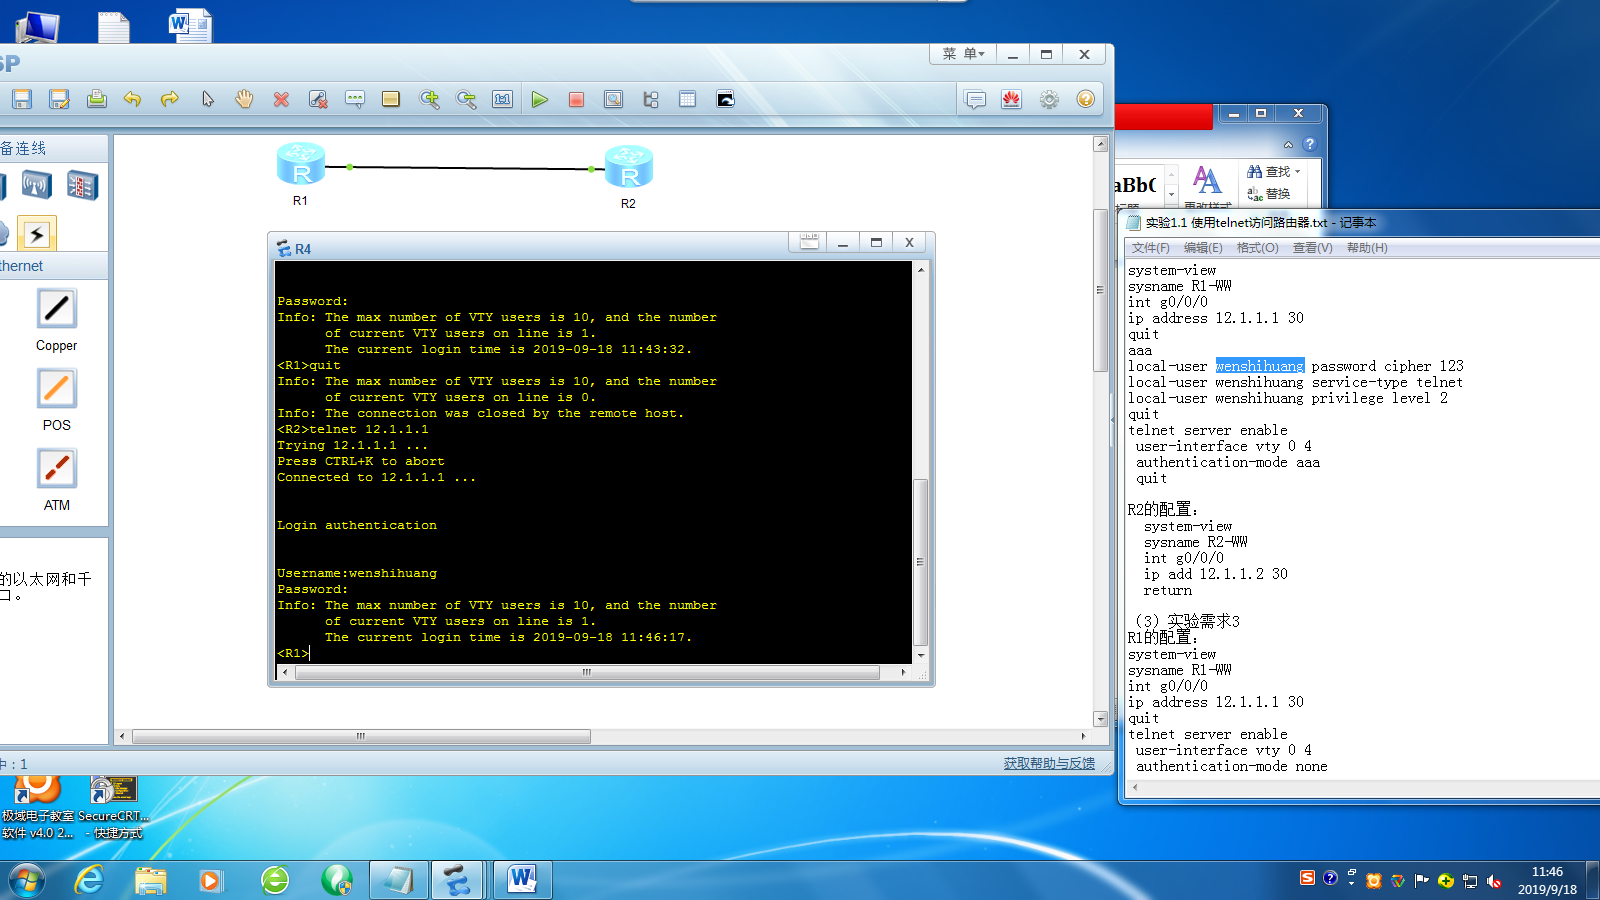 SP
菜 单
备连线
R1
R2
thernet
Copper
POS
ATM
的以太网和千
口。
R4
Password:
Info: The max number of VTY users is 10, and the number
of current VTY users on line is 1.
The current login time is 2019-09-18 11:43:32.
<R1>quit
Info: The max number of VTY users is 10, and the number
of current VTY users on line is 0.
Info: The connection was closed by the remote host.
<R2>telnet 12.1.1.1
Trying 12.1.1.1 ...
Press CTRL+K to abort
Connected to 12.1.1.1 ...
Login authentication
Username:wenshihuang
Password:
Info: The max number of VTY users is 10, and the number
of current VTY users on line is 1.
The current login time is 2019-09-18 11:46:17.
<R1>
中: 1
获取帮助与反馈
aBbC
查找
替换
实验1.1 使用telnet访问路由器.txt - 记事本
文件(F) 编辑(E) 格式(O) 查看(V) 帮助(H)
system-view
sysname R1-WW
int g0/0/0
ip address 12.1.1.1 30
quit
aaa
local-user wenshihuang password cipher 123
local-user wenshihuang service-type telnet
local-user wenshihuang privilege level 2
quit
telnet server enable
user-interface vty 0 4
authentication-mode aaa
quit
R2的配置:
system-view
sysname R2-WW
int g0/0/0
ip add 12.1.1.2 30
return
(3) 实验需求3
R1的配置:
system-view
sysname R1-WW
int g0/0/0
ip address 12.1.1.1 30
quit
telnet server enable
user-interface vty 0 4
authentication-mode none
极域电子教室
软件 v4.0 2...
SecureCRT...
- 快捷方式
11:46
2019/9/18